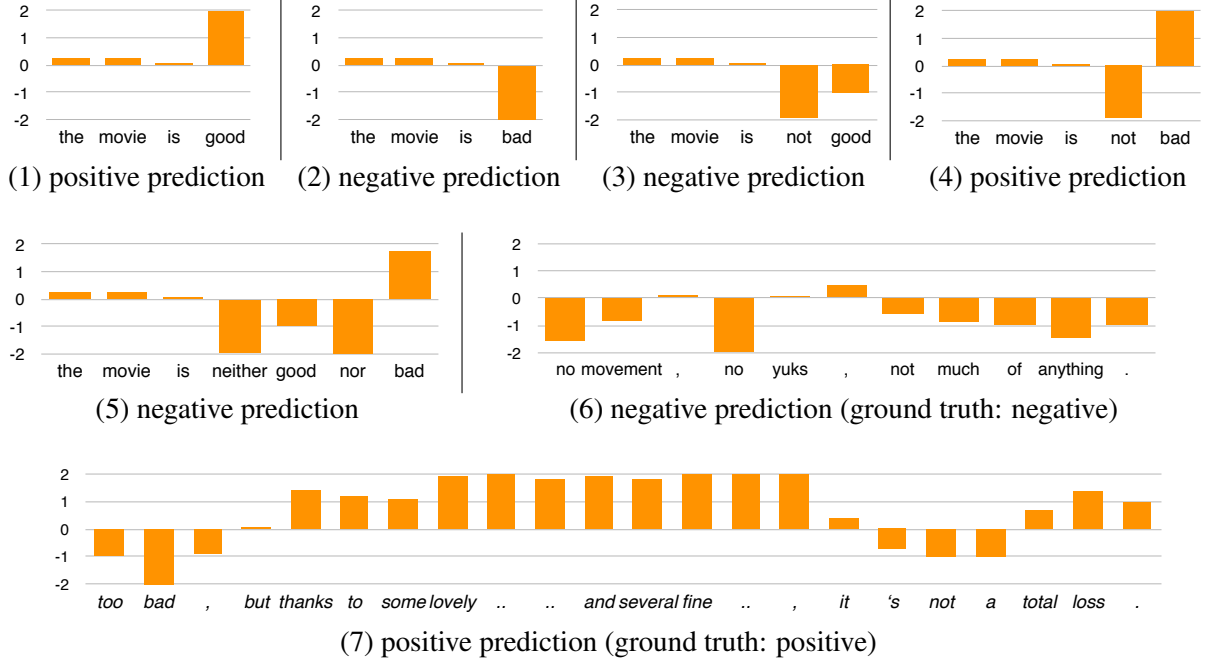 2
1
0
-1
-2
the movie is good
(1) positive prediction
2
1
0
-1
-2
the movie is bad
(2) negative prediction
2
1
0
-1
-2
the movie is not good
(3) negative prediction
2
1
0
-1
-2
the movie is not bad
(4) positive prediction
2
1
0
-1
-2
the movie is neither good nor bad
(5) negative prediction
2
1
0
-1
-2
no movement , no yuks , not much of anything .
(6) negative prediction (ground truth: negative)
2
1
0
-1
-2
too bad , but thanks to some lovely .. .. and several fine .. , it 's not a total loss .
(7) positive prediction (ground truth: positive)